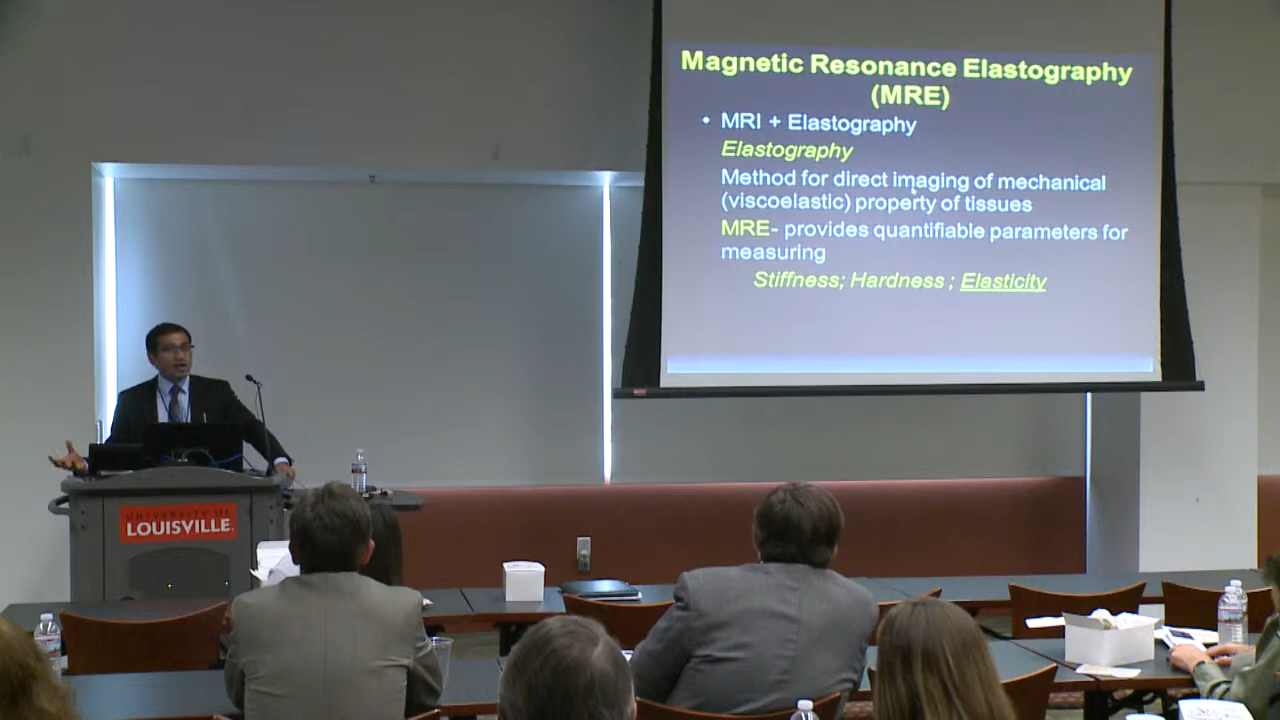 Magnetic Resonance Elastography
(MRE)
• MRI + Elastography
Elastography
Method for direct imaging of mechanical
(viscoelastic) property of tissues
MRE- provides quantifiable parameters for
measuring
Stiffness; Hardness ; Elasticity
UNIVERSITY OF
LOUISVILLE.